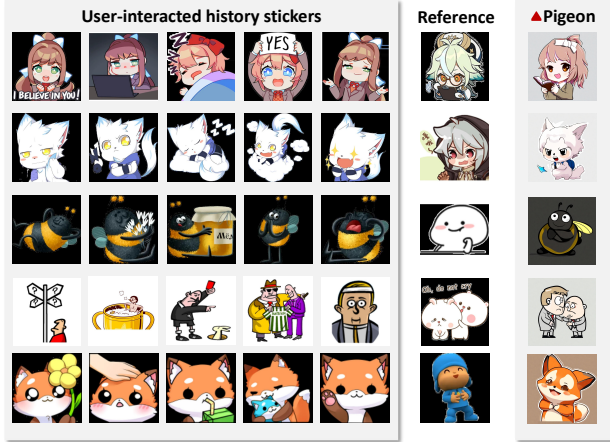 User-interacted history stickers
Reference
▲Pigeon
I BELIEVE IN YOU!
YES
Oh, do not cry